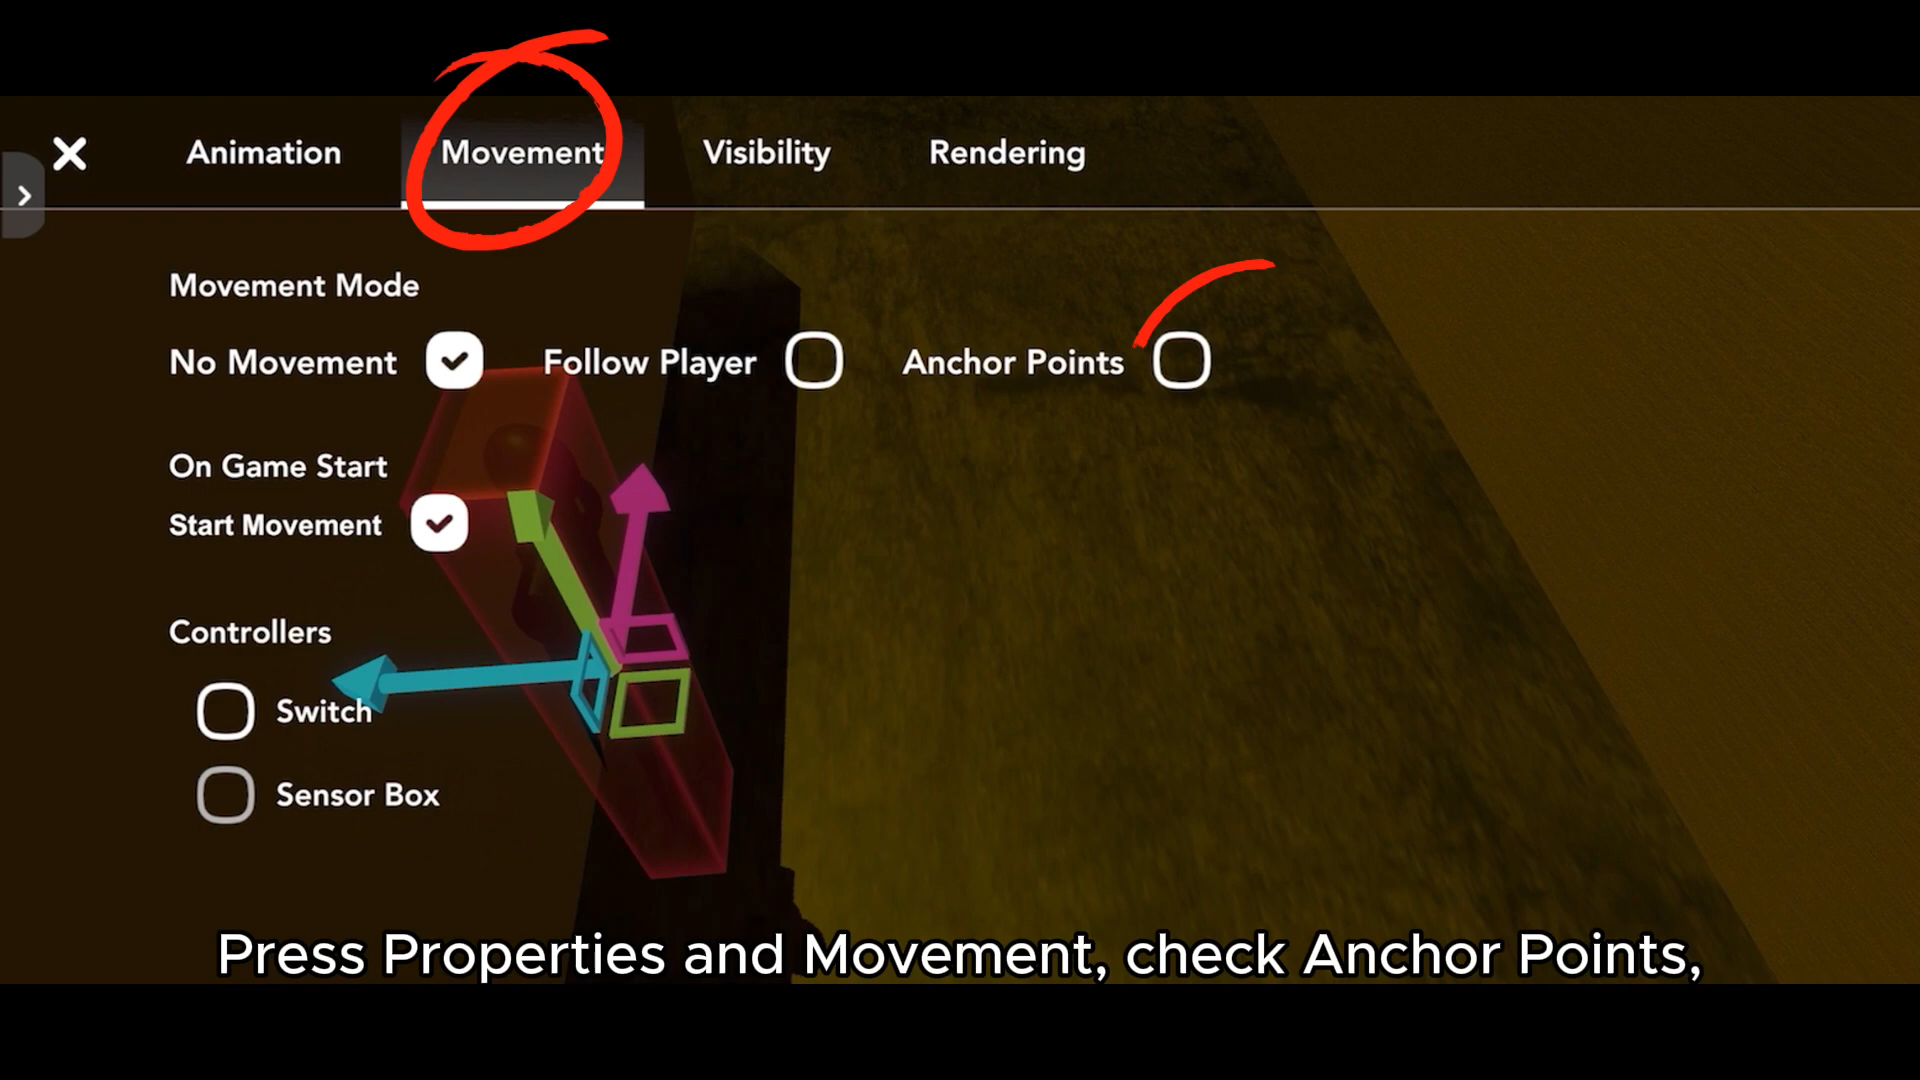 Animation Movement Visibility Rendering
Movement Mode
No Movement Follow Player Anchor Points
On Game Start
Start Movement
Controllers
Switch
Sensor Box
Press Properties and Movement, check Anchor Points,